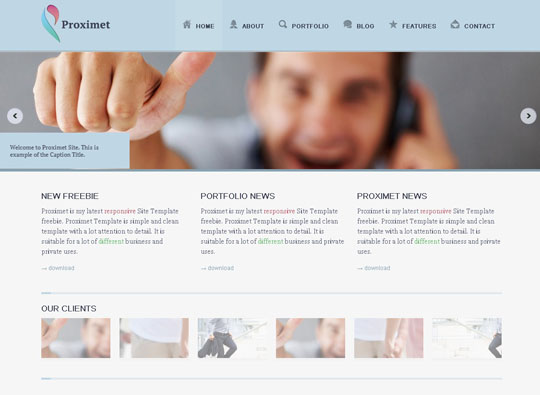 Proximet
HOME ABOUT PORTFOLIO BLOG FEATURES CONTACT
Welcome to Proximet Site. This is
example of the Caption Title.
NEW FREEBIE
Proximet is my latest responsive Site Template
freebie. Proximet Template is simple and clean
template with a lot attention to detail. It is
suitable for a lot of different business and
private uses.
→ download
PORTFOLIO NEWS
Proximet is my latest responsive Site Template
freebie. Proximet Template is simple and clean
template with a lot attention to detail. It is
suitable for a lot of different business and private
uses.
→ download
PROXIMET NEWS
Proximet is my latest responsive Site Template
freebie. Proximet Template is simple and clean
template with a lot attention to detail. It is
suitable for a lot of different business and private
uses.
→ download
OUR CLIENTS